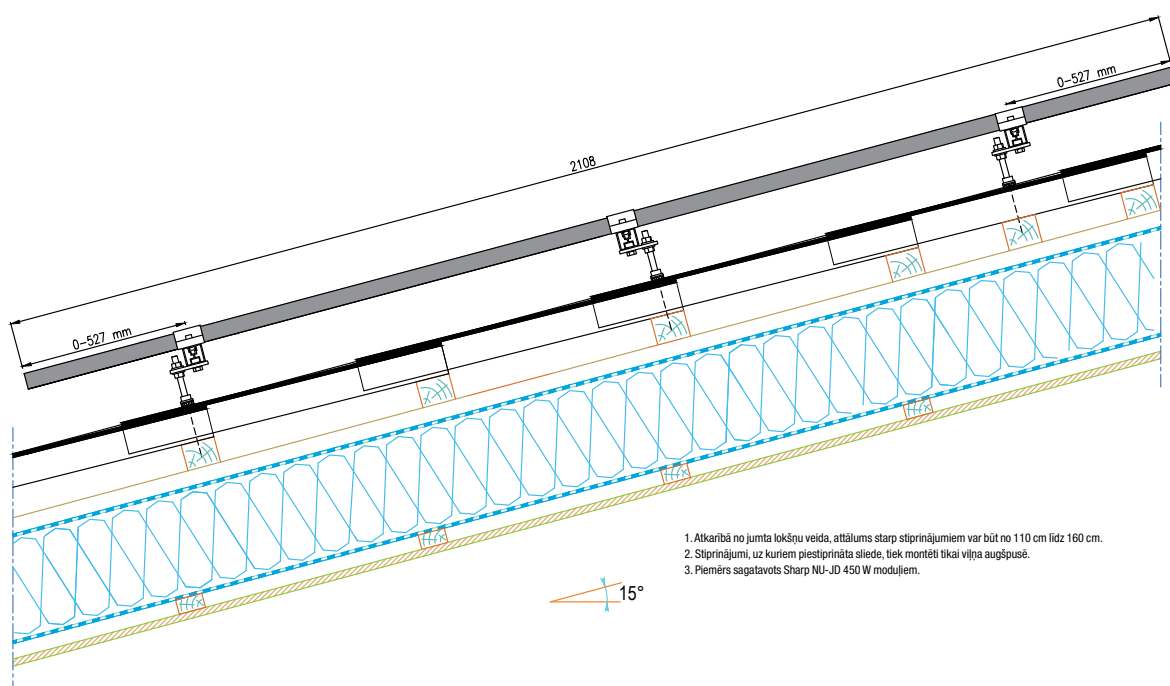 0-527 mm
2108
0-527 mm
1. Atkarībā no jumta lokšņu veida, attālums starp stiprinājumiem var būt no 110 cm līdz 160 cm.
2. Stiprinājumi, uz kuriem piestiprināta sliede, tiek montēti tikai viļņa augšpusē.
3. Piemērs sagatavots Sharp NU-JD 450 W moduļiem.
15°